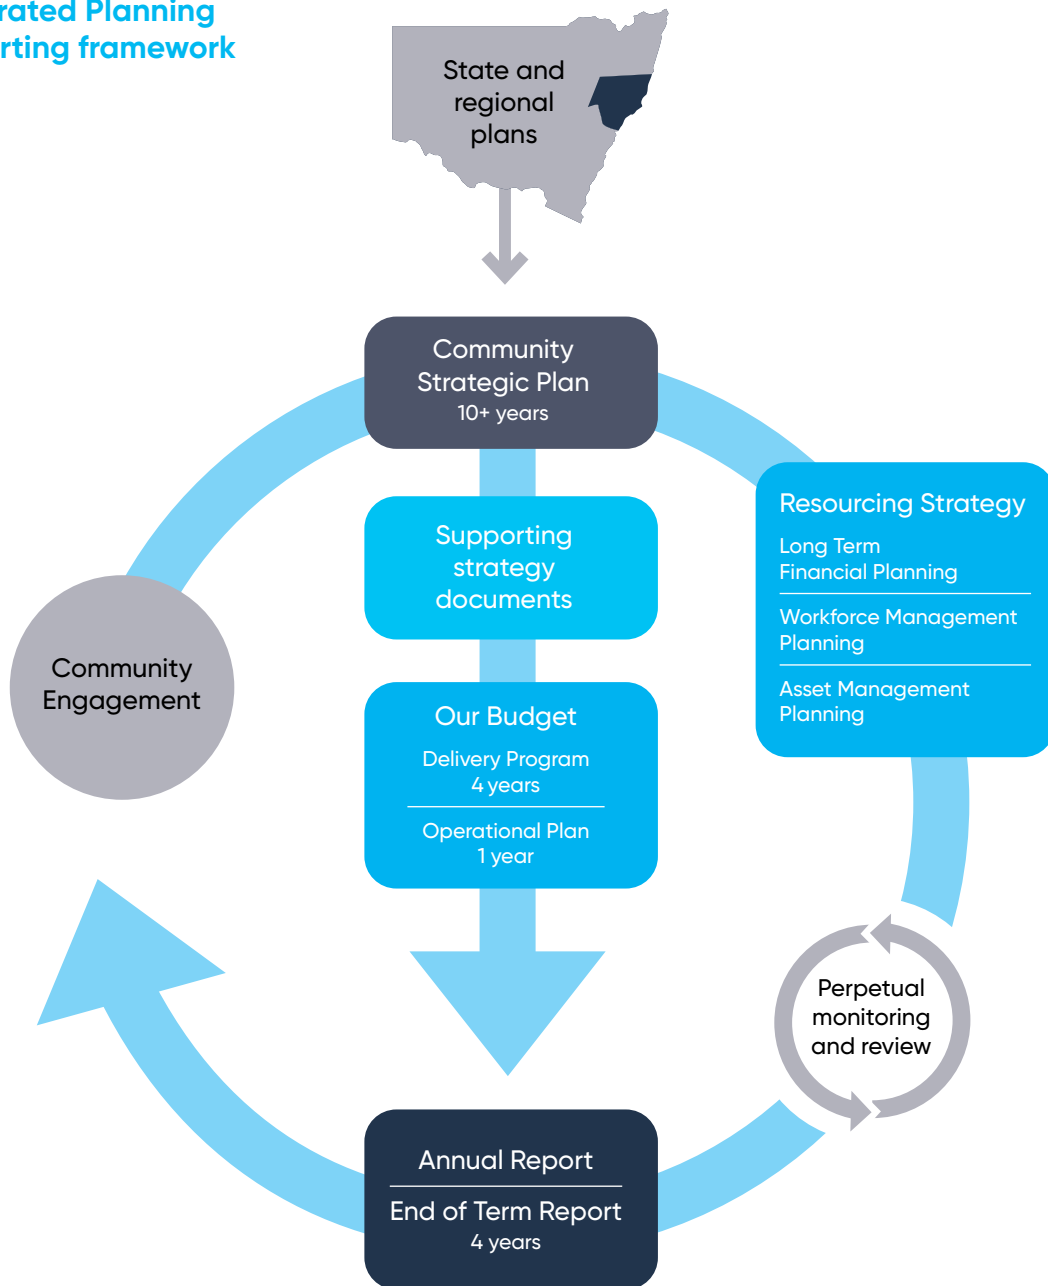 rated Planning
rting framework
State and
regional
plans
Community
Strategic Plan
10+ years
Resourcing Strategy
Long Term
Financial Planning
Workforce Management
Planning
Asset Management
Planning
Supporting
strategy
documents
Community
Engagement
Our Budget
Delivery Program
4 years
Operational Plan
1 year
Perpetual
monitoring
and review
Annual Report
End of Term Report
4 years